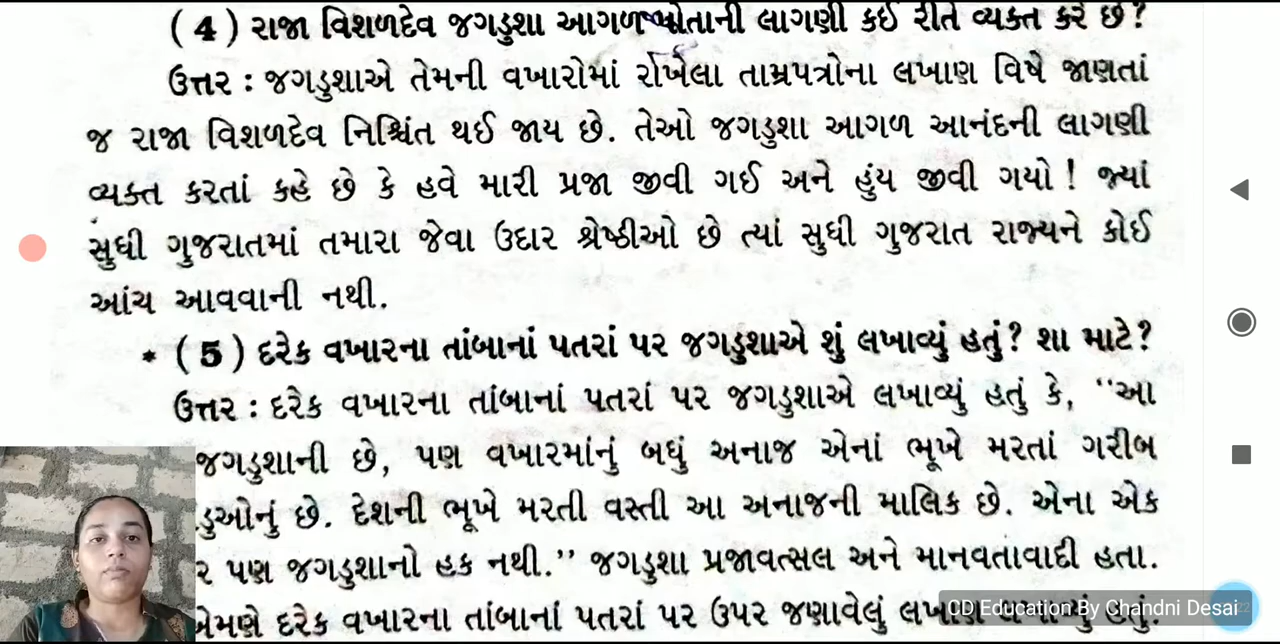 (4) રાજા વિશળદેવ જગડુશા આગળ પોતાની લાગણી કઈ રીતે વ્યક્ત કરે છે?
ઉત્તર : જગડુશાએ તેમની વખારોમાં રાખેલા તામ્રપત્રોના લખાણ વિષે જાણતાં
જ રાજા વિશળદેવ નિશ્ચિંત થઈ જાય છે. તેઓ જગડુશા આગળ આનંદની લાગણી
વ્યક્ત કરતાં કહે છે કે હવે મારી પ્રજા જીવી ગઈ અને હુંય જીવી ગયો! જ્યાં
સુધી ગુજરાતમાં તમારા જેવા ઉદાર શ્રેષ્ઠીઓ છે ત્યાં સુધી ગુજરાત રાજ્યને કોઈ
આંચ આવવાની નથી.
* (5) દરેક વખારના તાંબાનાં પતરાં પર જગડુશાએ શું લખાવ્યું હતું? શા માટે?
ઉત્તર : દરેક વખારના તાંબાનાં પતરાં પર જગડુશાએ લખાવ્યું હતું કે, “આ
જગડુશાની છે, પણ વખારમાંનું બધું અનાજ એનાં ભૂખે મરતાં ગરીબ
ડુઓનું છે. દેશની ભૂખે મરતી વસ્તી આ અનાજની માલિક છે. એના એક
પણ જગડુશાનો હક નથી.” જગડુશા પ્રજાવત્સલ અને માનવતાવાદી હતા.
એમણે દરેક વખારના તાંબાનાં પતરાં પર ઉપર જણાવેલું લખાણ લખાવ્યું હતું.
CD Education By Chandni Desai